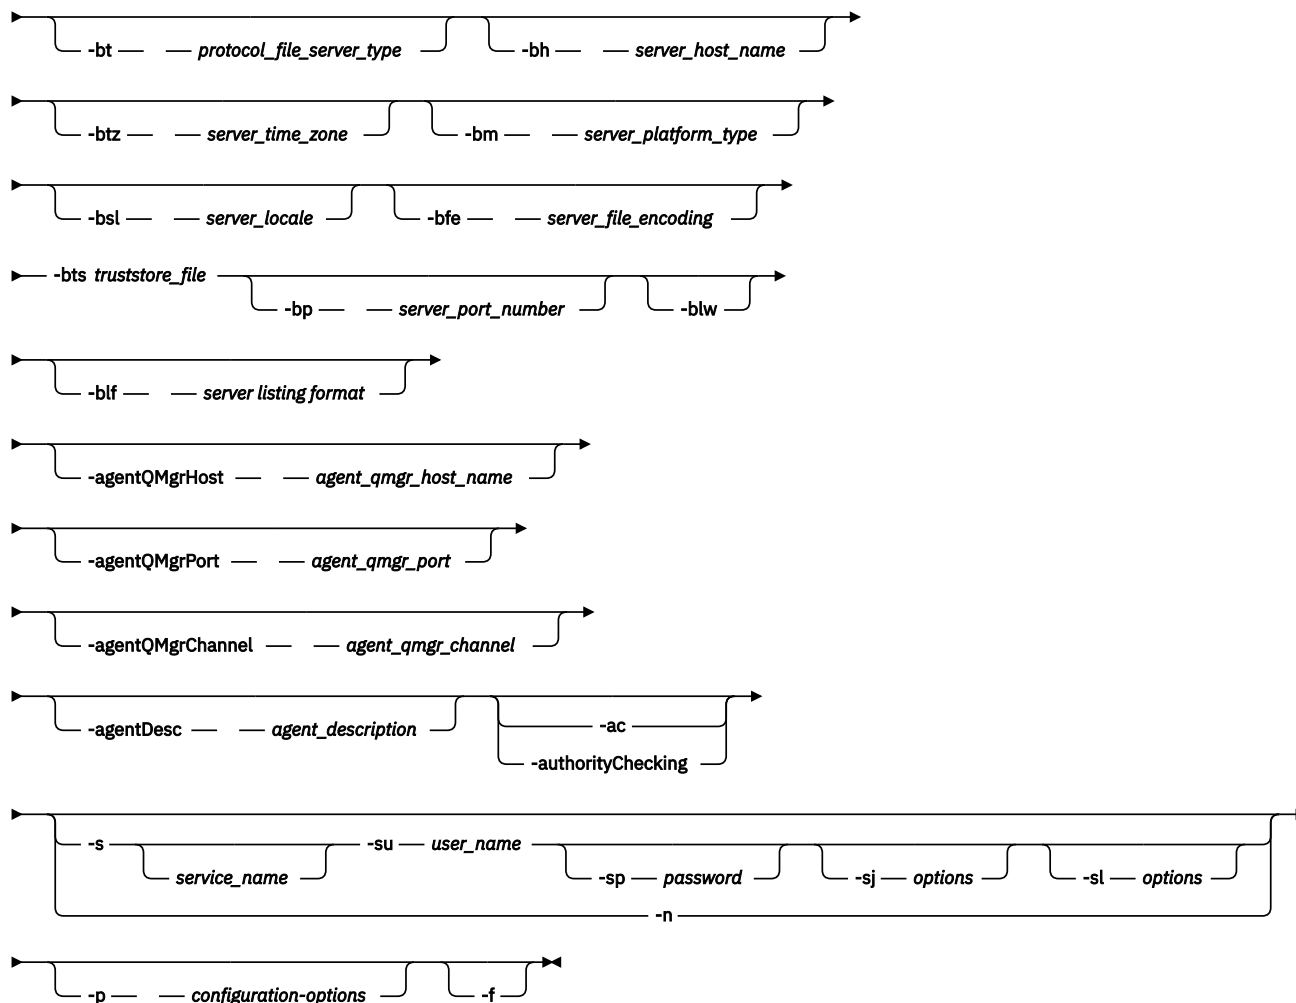 -bt protocol_file_server_type -bh server_host_name
-btz server_time_zone -bm server_platform_type
-bsl server_locale -bfe server_file_encoding
-bts truststore_file
-bp server_port_number -blw
-blf server listing format
-agentQMgrHost agent_qmgr_host_name
-agentQMgrPort agent_qmgr_port
-agentQMgrChannel agent_qmgr_channel
-agentDesc agent_description -ac
-authorityChecking
-s -su user_name
service_name -sp password -sj options -sl options
-n
-p configuration-options -f